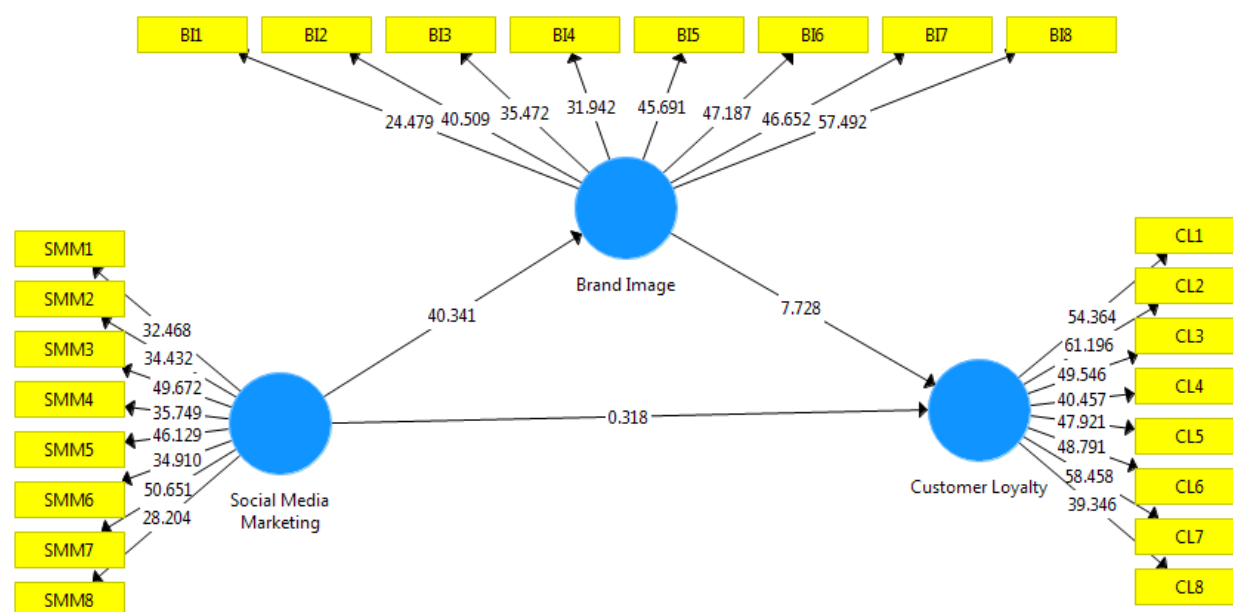 BI1 BI2 BI3 BI4 BI5 BI6 BI7 BI8
24.479 40.509 35.472 31.942 45.691 47.187 46.652 57.492
Brand Image
SMM1
SMM2
SMM3
SMM4
SMM5
SMM6
SMM7
SMM8
32.468
34.432
49.672
35.749
46.129
34.910
50.651
28.204
Social Media
Marketing
40.341
7.728
0.318
CL1
CL2
CL3
CL4
CL5
CL6
CL7
CL8
54.364
61.196
49.546
40.457
47.921
48.791
58.458
39.346
Customer Loyalty